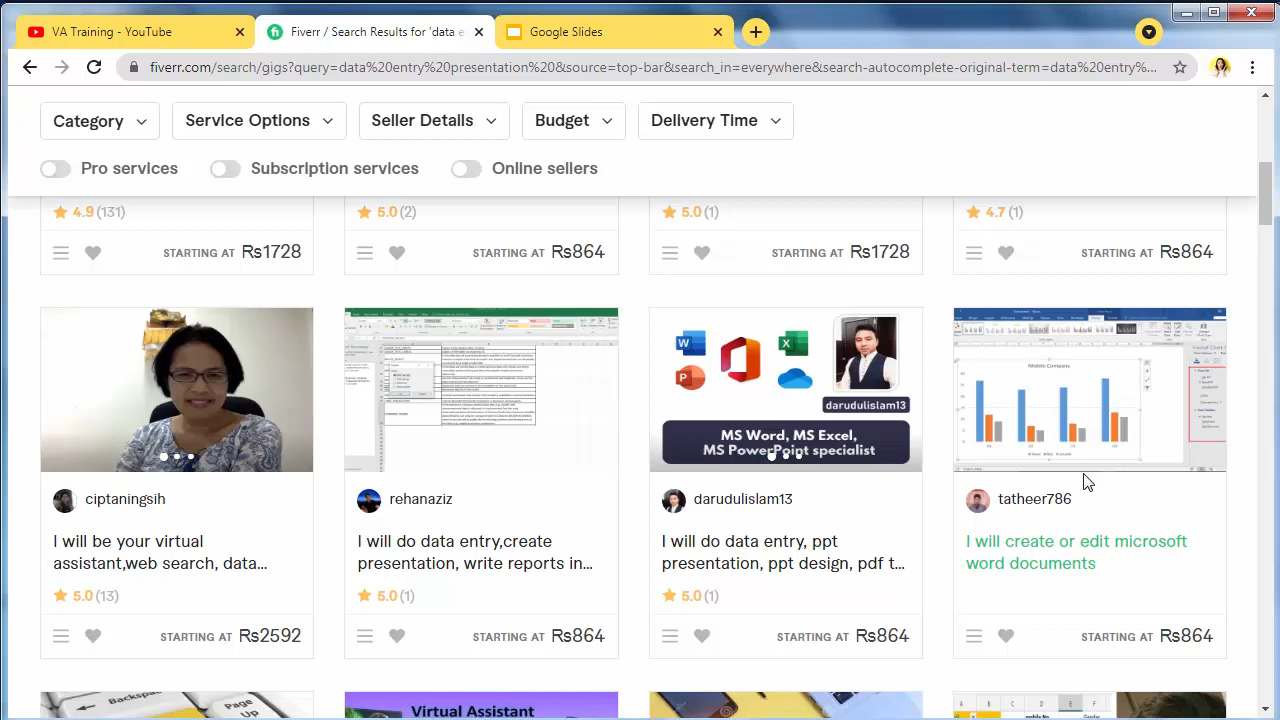 VA Training - YouTube
Fiverr / Search Results for 'data e
Google Slides
fiverr.com/search/gigs?query=data%20entry%20presentation%20&source=top-bar&search_in=everywhere&search-autocomplete-original-term=data%20entry%...
Category
Service Options
Seller Details
Budget
Delivery Time
Pro services
Subscription services
Online sellers
4.9 (131)
5.0 (2)
5.0 (1)
4.7 (1)
STARTING AT Rs1728
STARTING AT Rs864
STARTING AT Rs1728
STARTING AT Rs864
Mobile Company
darudulislam13
MS Word, MS Excel,
MS PowerPoint specialist
ciptaningsih
rehanaziz
darudulislam13
tatheer786
I will be your virtual
assistant,web search, data...
I will do data entry,create
presentation, write reports in...
I will do data entry, ppt
presentation, ppt design, pdf t...
I will create or edit microsoft
word documents
5.0 (13)
5.0 (1)
5.0 (1)
STARTING AT Rs2592
STARTING AT Rs864
STARTING AT Rs864
STARTING AT Rs864
Backspace
Page
Up
Virtual Assistant